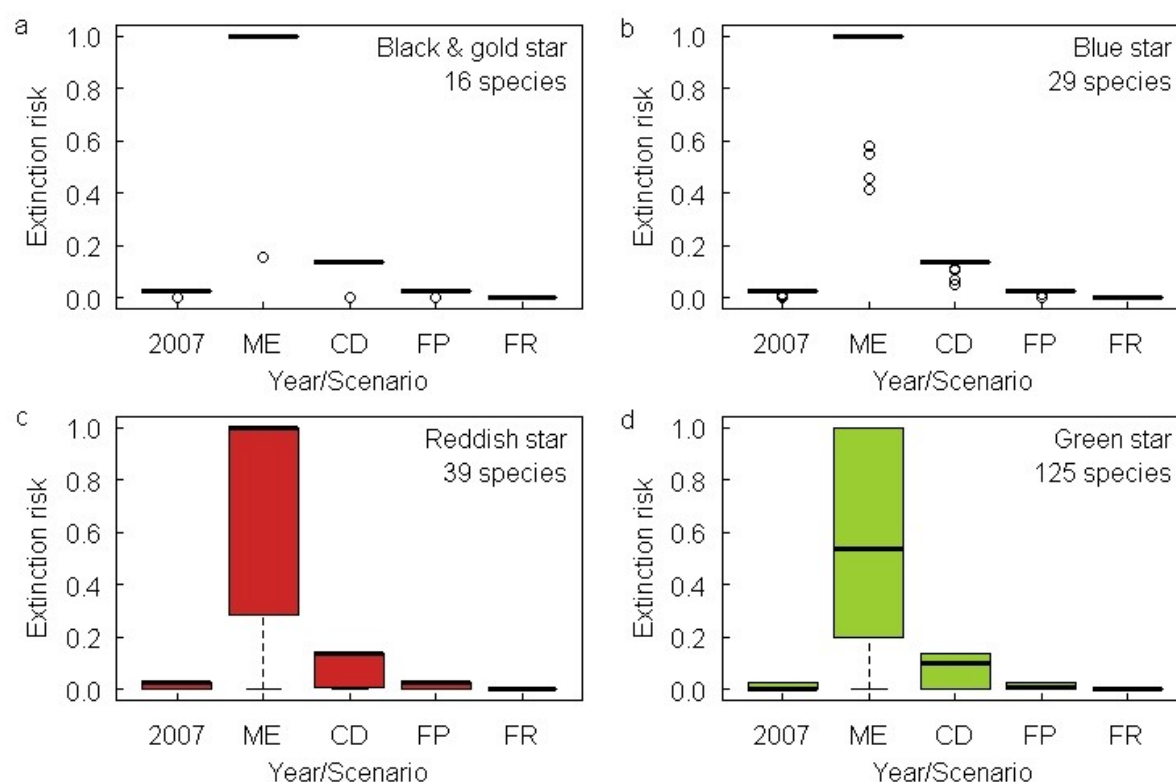 a
Black & gold star
16 species
Extinction risk
1.0
0.8
0.6
0.4
0.2
0.0
2007 ME CD FP FR
Year/Scenario
b
Blue star
29 species
Extinction risk
1.0
0.8
0.6
0.4
0.2
0.0
2007 ME CD FP FR
Year/Scenario
c
Reddish star
39 species
Extinction risk
1.0
0.8
0.6
0.4
0.2
0.0
2007 ME CD FP FR
Year/Scenario
d
Green star
125 species
Extinction risk
1.0
0.8
0.6
0.4
0.2
0.0
2007 ME CD FP FR
Year/Scenario